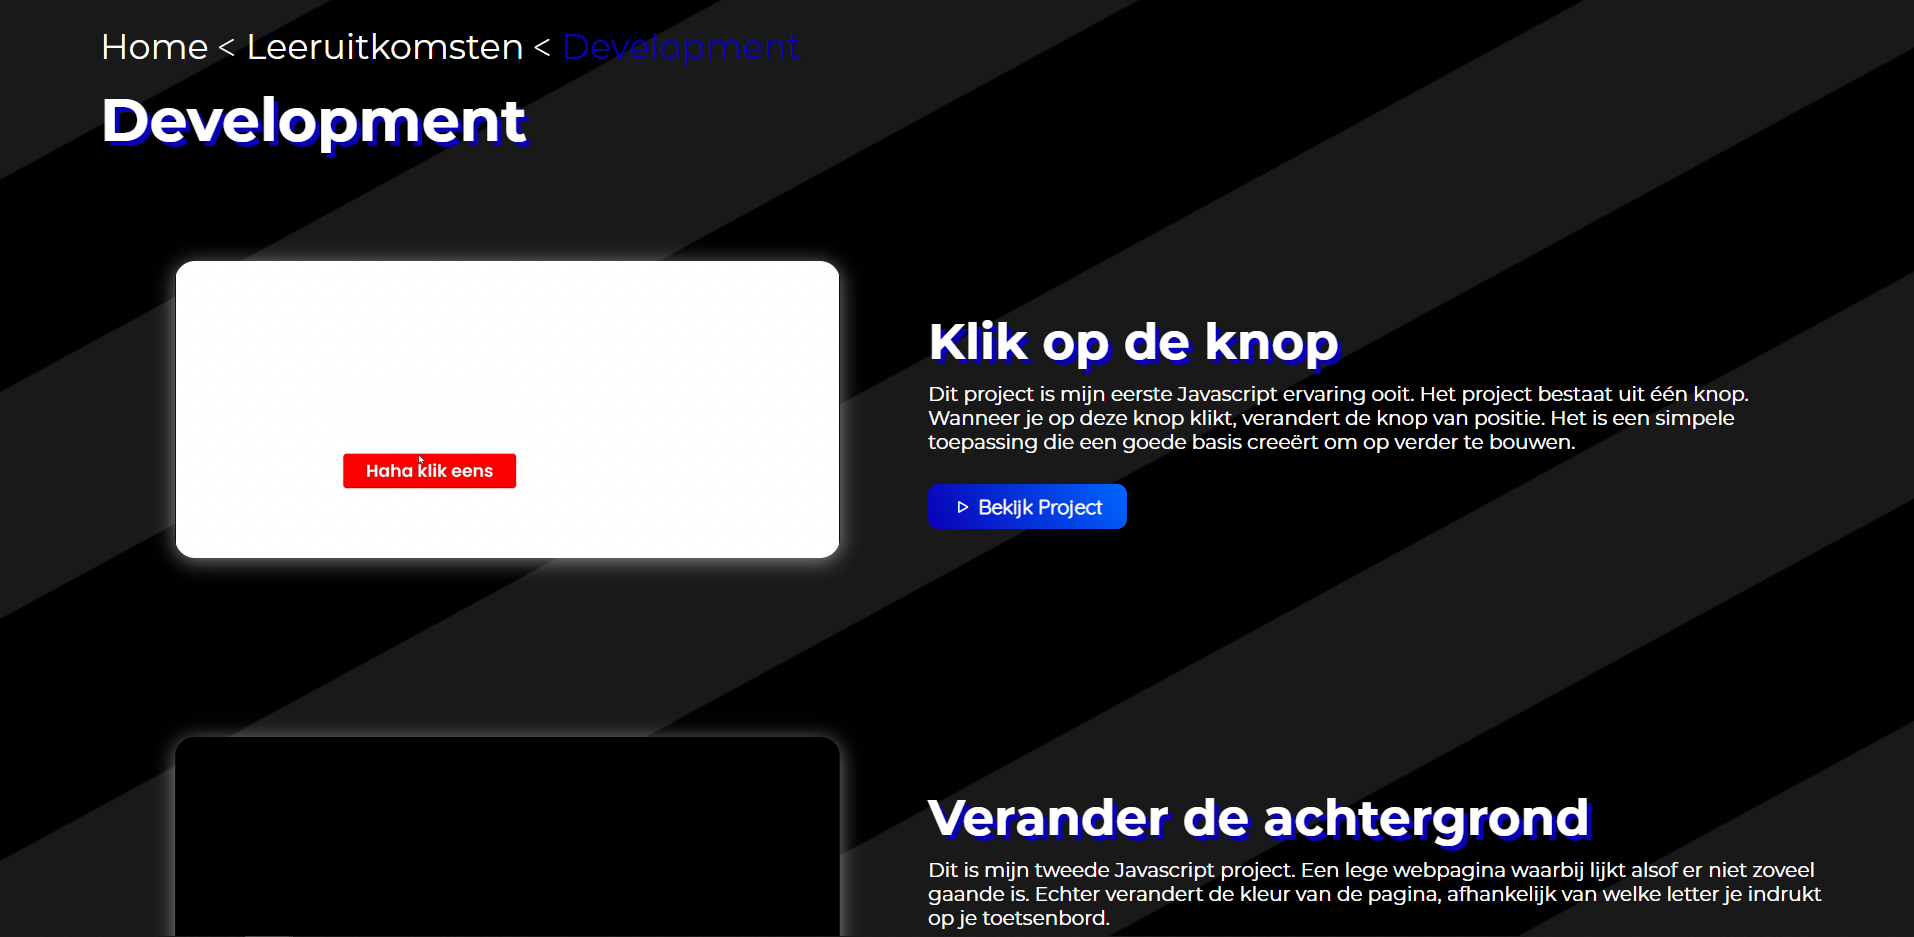 Home < Leeruitkomsten < Development
Development
Haha klik eens
Klik op de knop
Dit project is mijn eerste Javascript ervaring ooit. Het project bestaat uit één knop.
Wanneer je op deze knop klikt, verandert de knop van positie. Het is een simpele
toepassing die een goede basis creeërt om op verder te bouwen.
Bekijk Project
Verander de achtergrond
Dit is mijn tweede Javascript project. Een lege webpagina waarbij lijkt alsof er niet zoveel
gaande is. Echter verandert de kleur van de pagina, afhankelijk van welke letter je indrukt
op je toetsenbord.